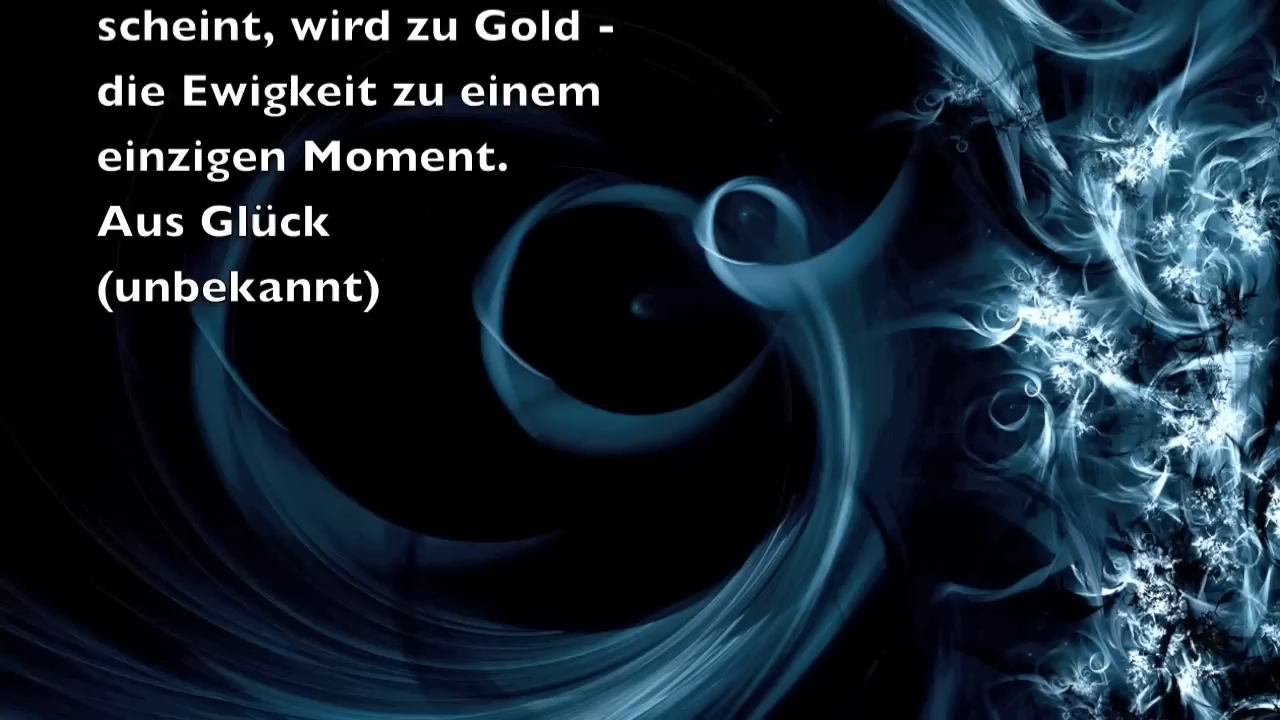 scheint, wird zu Gold -
die Ewigkeit zu einem
einzigen Moment.
Aus Glück
(unbekannt)